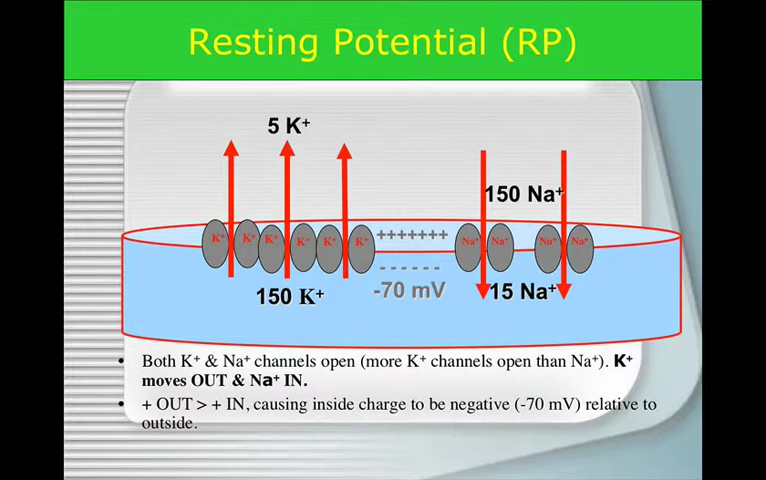 Resting Potential (RP)
5 K⁺
150 Na⁺
K⁺ K⁺ K⁺ K⁺ K⁺ K⁺ +++++++ Na⁺ Na⁺ Na⁺ Na⁺
- - - - - -
150 K⁺ -70 mV 15 Na⁺
• Both K⁺ & Na⁺ channels open (more K⁺ channels open than Na⁺). K⁺
moves OUT & Na⁺ IN.
• + OUT > + IN, causing inside charge to be negative (-70 mV) relative to
outside.